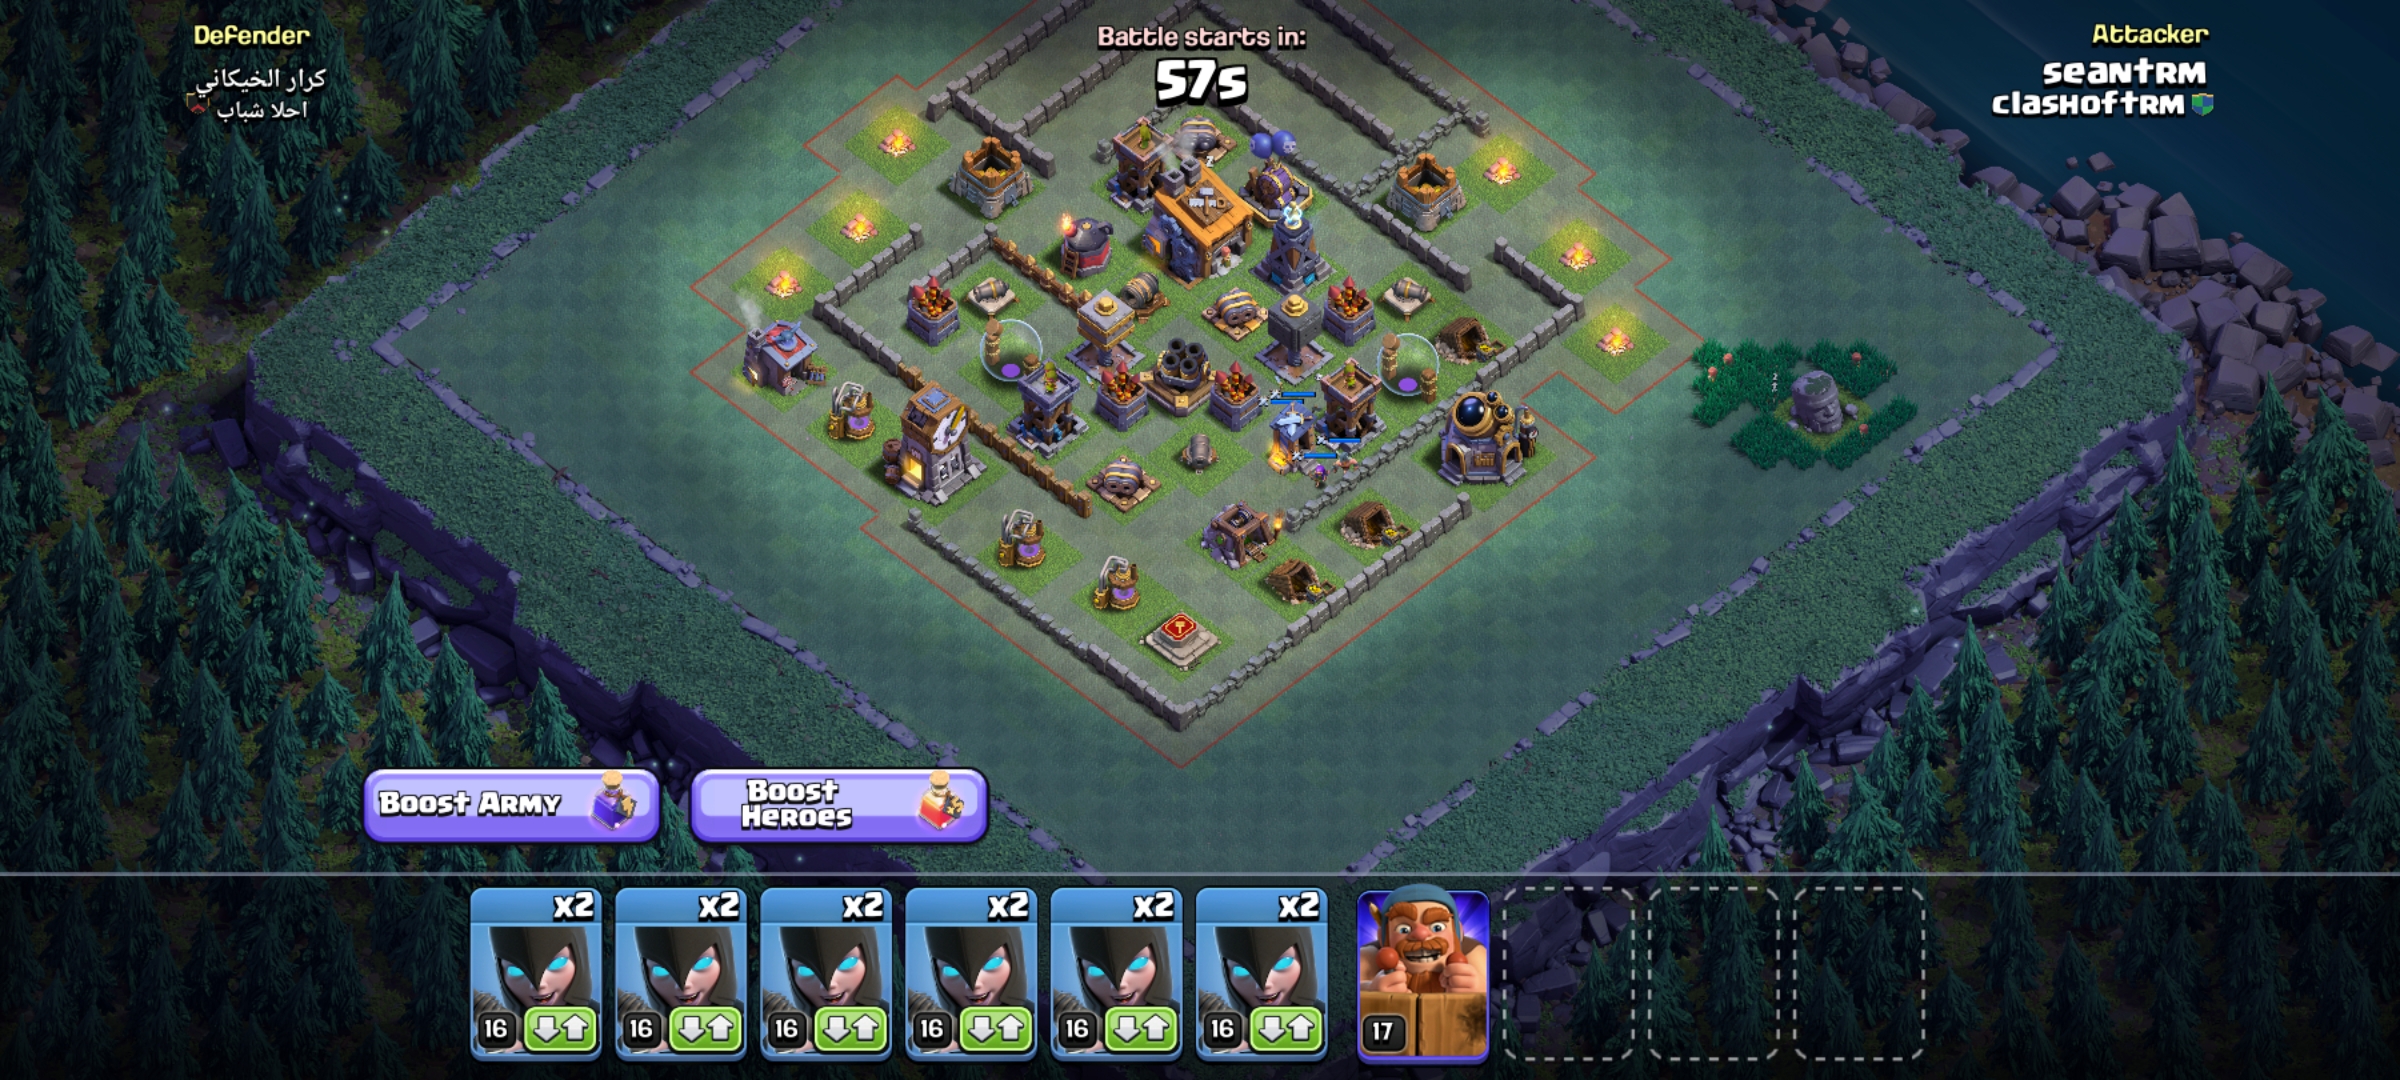 Defender
كرار الخيكاني
احلا شباب
Battle starts in:
57s
Attacker
seantRM
clashoftRM
Boost Army
Boost
Heroes
x2
x2
x2
x2
x2
x2
16
16
16
16
16
16
17